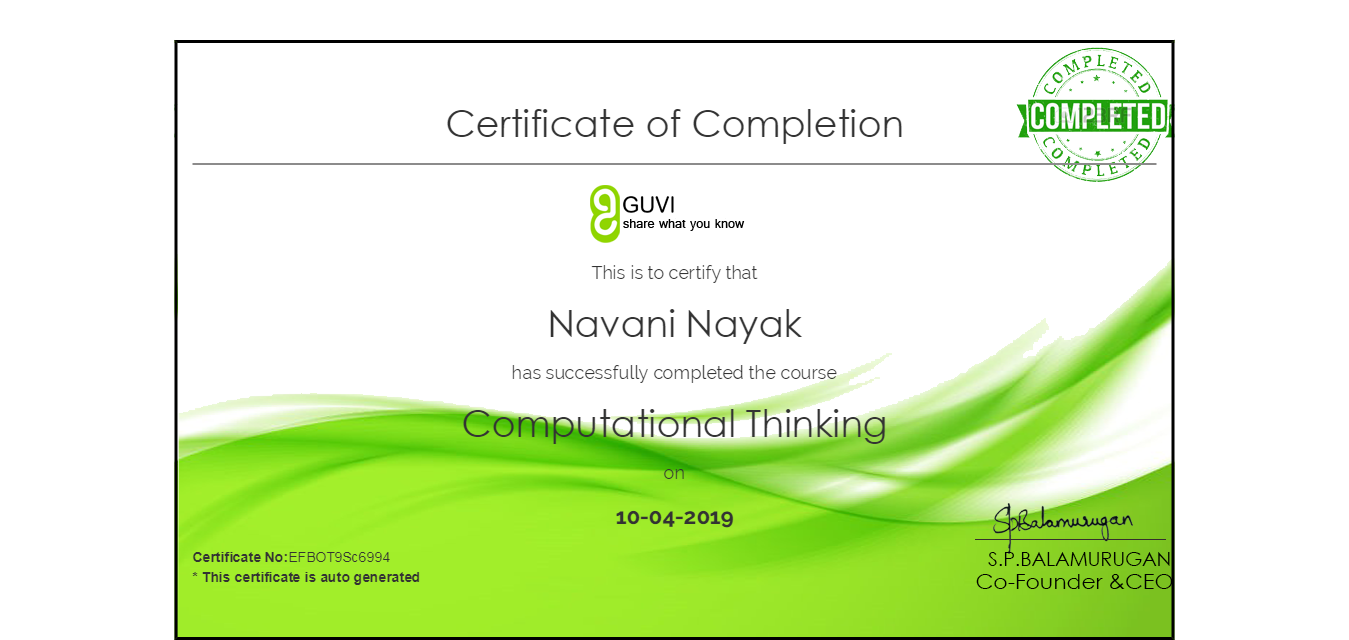 COMPLETED
COMPLETED
COMPLETED
Certificate of Completion
GUVI
share what you know
This is to certify that
Navani Nayak
has successfully completed the course
Computational Thinking
on
10-04-2019
S.P.Balamurugan
Certificate No:EFBOT9Sc6994
* This certificate is auto generated
S.P.BALAMURUGAN
Co-Founder &CEO